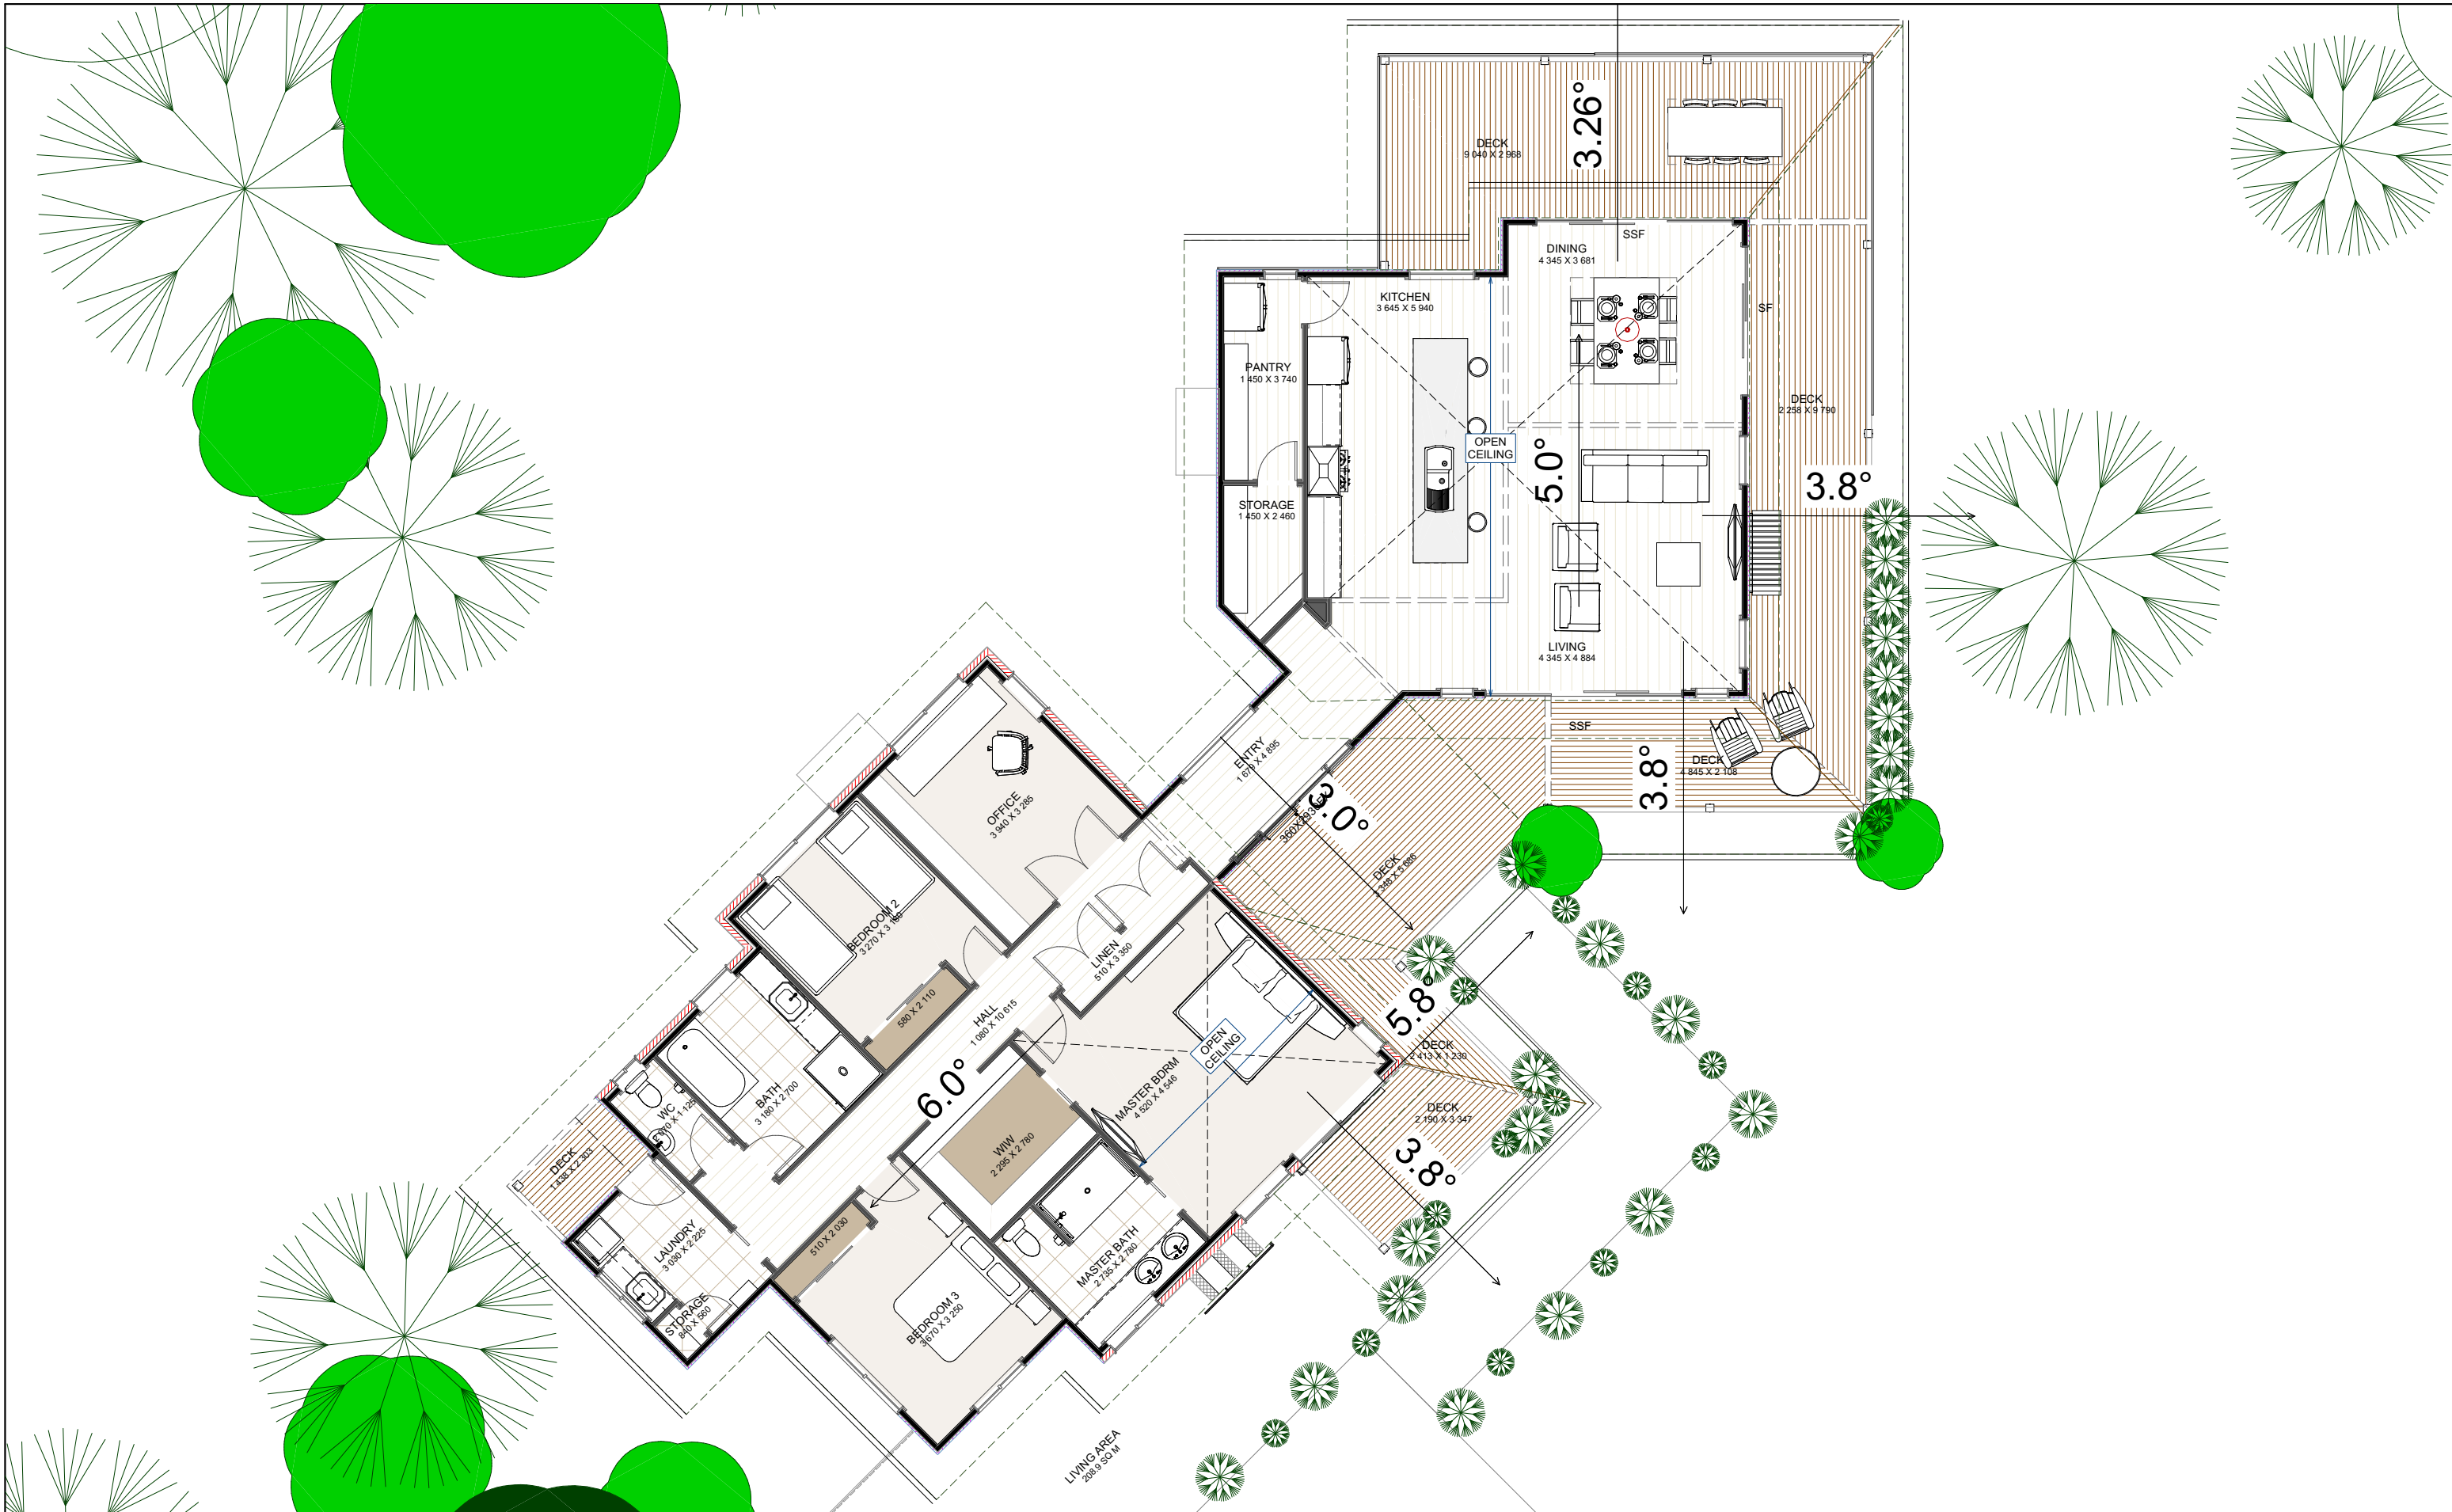 3.26°
DECK
9 040 X 2 968
SSF
DINING
4 345 X 3 681
KITCHEN
3 645 X 5 940
SF
PANTRY
1 450 X 3 740
DECK
2 258 X 9 790
OPEN
CEILING
5.0°
3.8°
STORAGE
1 450 X 2 460
LIVING
4 345 X 4 884
SSF
ENTRY
1 679 X 4 895
3.8°
DECK
4 845 X 2 108
3.0°
OFFICE
3 940 X 3 285
DECK
BEDROOM 2
LINEN
510 X 3 350
580 X 2 110
HALL
1 080 X 10 615
5.8°
OPEN
CEILING
DECK
2 413 X 1 230
MASTER BDRM
4 520 X 4 546
6.0°
BATH
3 180 X 2 700
WC
DECK
2 190 X 3 347
WIW
2 295 X 2 780
3.8°
DECK
1 438 X 2 303
LAUNDRY
3 090 X 2 225
510 X 2 030
MASTER BATH
2 735 X 2 780
STORAGE
840 X 560
BEDROOM 3
3 670 X 3 250
LIVING AREA
208.9 SQ M